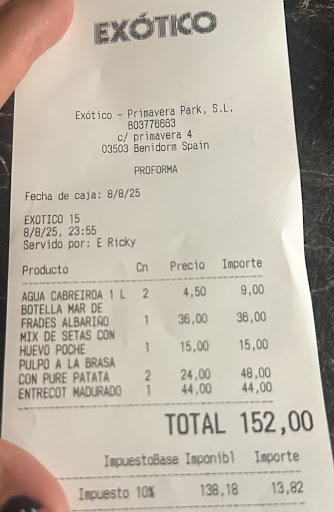 EXÓTICO
Exótico - Primavera Park, S.L.
B03776663
c/ primavera 4
03503 Benidorm Spain
PROFORMA
Fecha de caja: 8/8/25
EXOTICO 15
8/8/25, 23:55
Servido por: E Ricky
Producto Cn Precio Importe
AGUA CABREIROA 1 L 2 4,50 9,00
BOTELLA MAR DE
FRADES ALBARIÑO 1 36,00 36,00
MIX DE SETAS CON
HUEVO POCHE 1 15,00 15,00
PULPO A LA BRASA
CON PURE PATATA 2 24,00 48,00
ENTRECOT MADURADO 1 44,00 44,00
TOTAL 152,00
ImpuestoBase Imponibl Importe
Impuesto 10% 138,18 13,82